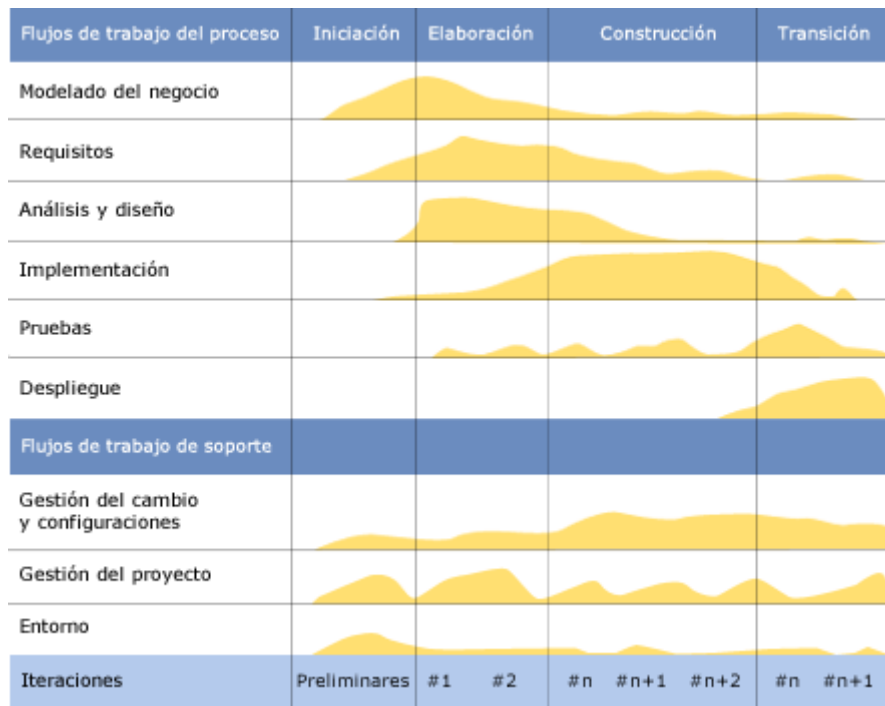 Flujos de trabajo del proceso Iniciación Elaboración Construcción Transición
Modelado del negocio
Requisitos
Análisis y diseño
Implementación
Pruebas
Despliegue
Flujos de trabajo de soporte
Gestión del cambio
y configuraciones
Gestión del proyecto
Entorno
Iteraciones Preliminares #1 #2 #n #n+1 #n+2 #n #n+1